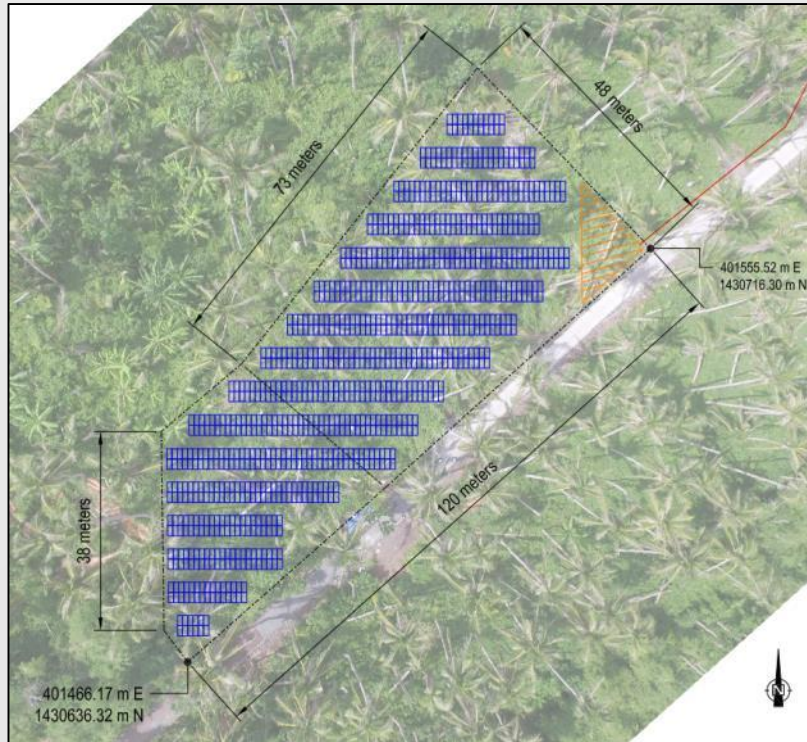 48 meters
73 meters
401555.52 m E
1430716.30 m N
120 meters
38 meters
401466.17 m E
1430636.32 m N
N